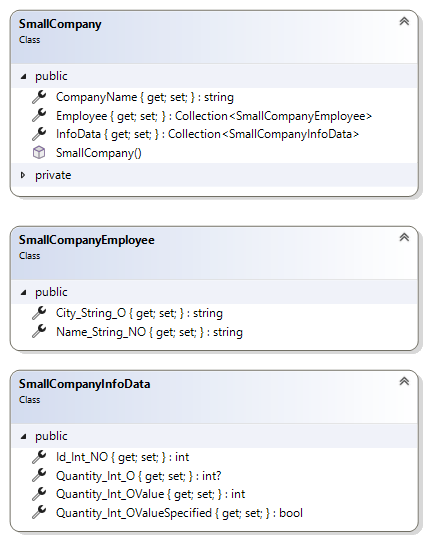 SmallCompany
Class
public
CompanyName { get; set; } : string
Employee { get; set; } : Collection<SmallCompanyEmployee>
InfoData { get; set; } : Collection<SmallCompanyInfoData>
SmallCompany()
private
SmallCompanyEmployee
Class
public
City_String_O { get; set; } : string
Name_String_NO { get; set; } : string
SmallCompanyInfoData
Class
public
Id_Int_NO { get; set; } : int
Quantity_Int_O { get; set; } : int?
Quantity_Int_OValue { get; set; } : int
Quantity_Int_OValueSpecified { get; set; } : bool